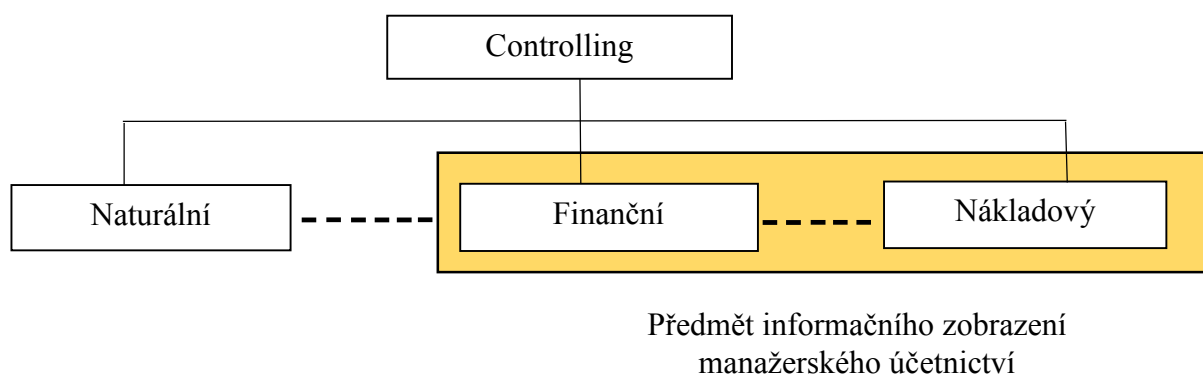 Controlling
Naturální
Finanční
Nákladový
Předmět informačního zobrazení
manažerského účetnictví